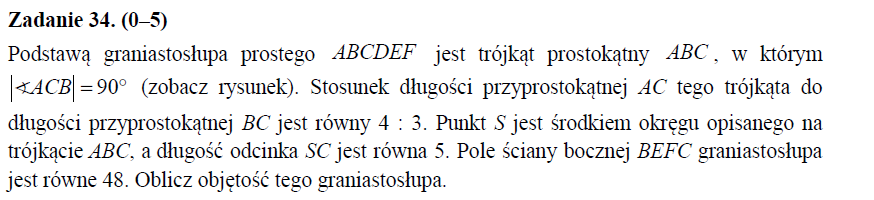 Zadanie 34. (0–5)
Podstawą graniastosłupa prostego ABCDEF jest trójkąt prostokątny ABC, w którym
|∢ACB| = 90° (zobacz rysunek). Stosunek długości przyprostokątnej AC tego trójkąta do
długości przyprostokątnej BC jest równy 4 : 3. Punkt S jest środkiem okręgu opisanego na
trójkącie ABC, a długość odcinka SC jest równa 5. Pole ściany bocznej BEFC graniastosłupa
jest równe 48. Oblicz objętość tego graniastosłupa.